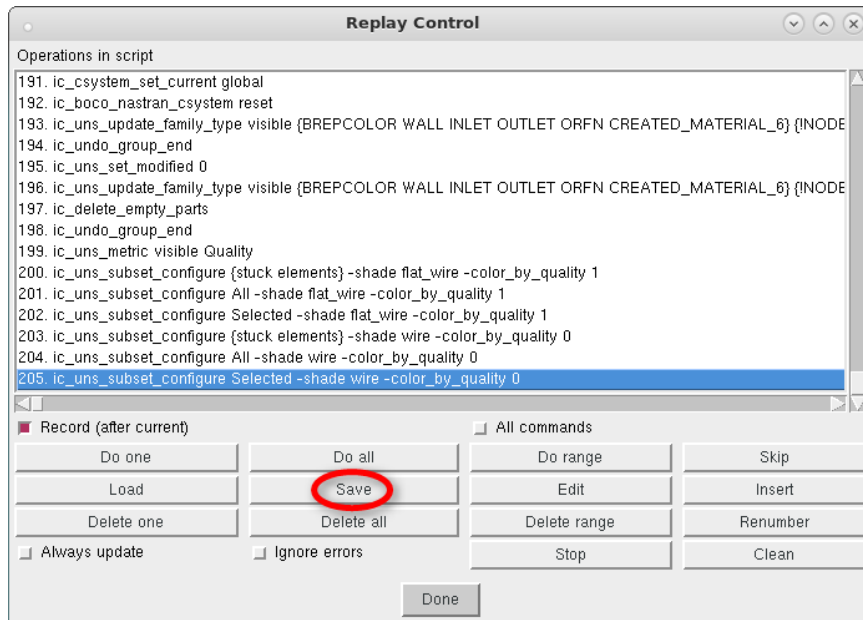 Replay Control
Operations in script
191. ic_csystem_set_current global
192. ic_boco_nastran_csystem reset
193. ic_uns_update_family_type visible {BREPCOLOR WALL INLET OUTLET ORFN CREATED_MATERIAL_6} {!NODE
194. ic_undo_group_end
195. ic_uns_set_modified 0
196. ic_uns_update_family_type visible {BREPCOLOR WALL INLET OUTLET ORFN CREATED_MATERIAL_6} {!NODE
197. ic_delete_empty_parts
198. ic_undo_group_end
199. ic_uns_metric visible Quality
200. ic_uns_subset_configure {stuck elements} -shade flat_wire -color_by_quality 1
201. ic_uns_subset_configure All -shade flat_wire -color_by_quality 1
202. ic_uns_subset_configure Selected -shade flat_wire -color_by_quality 1
203. ic_uns_subset_configure {stuck elements} -shade wire -color_by_quality 0
204. ic_uns_subset_configure All -shade wire -color_by_quality 0
205. ic_uns_subset_configure Selected -shade wire -color_by_quality 0
Record (after current) All commands
Do one Do all Do range Skip
Load Save Edit Insert
Delete one Delete all Delete range Renumber
Always update Ignore errors Stop Clean
Done